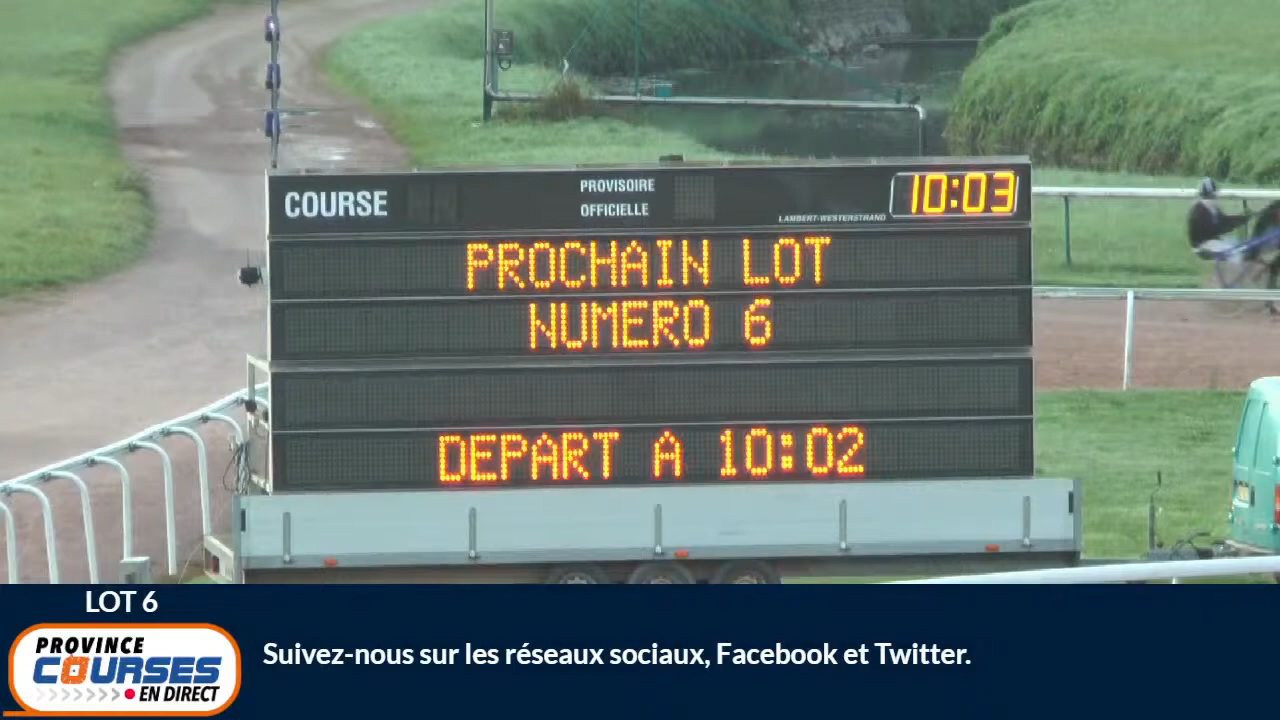 COURSE
PROVISOIRE
OFFICIELLE
LAMBERT-WESTERSTRAND
10:03
PROCHAIN LOT
NUMERO 6
DEPART A 10:02
LOT 6
PROVINCE
COURSES
EN DIRECT
Suivez-nous sur les réseaux sociaux, Facebook et Twitter.